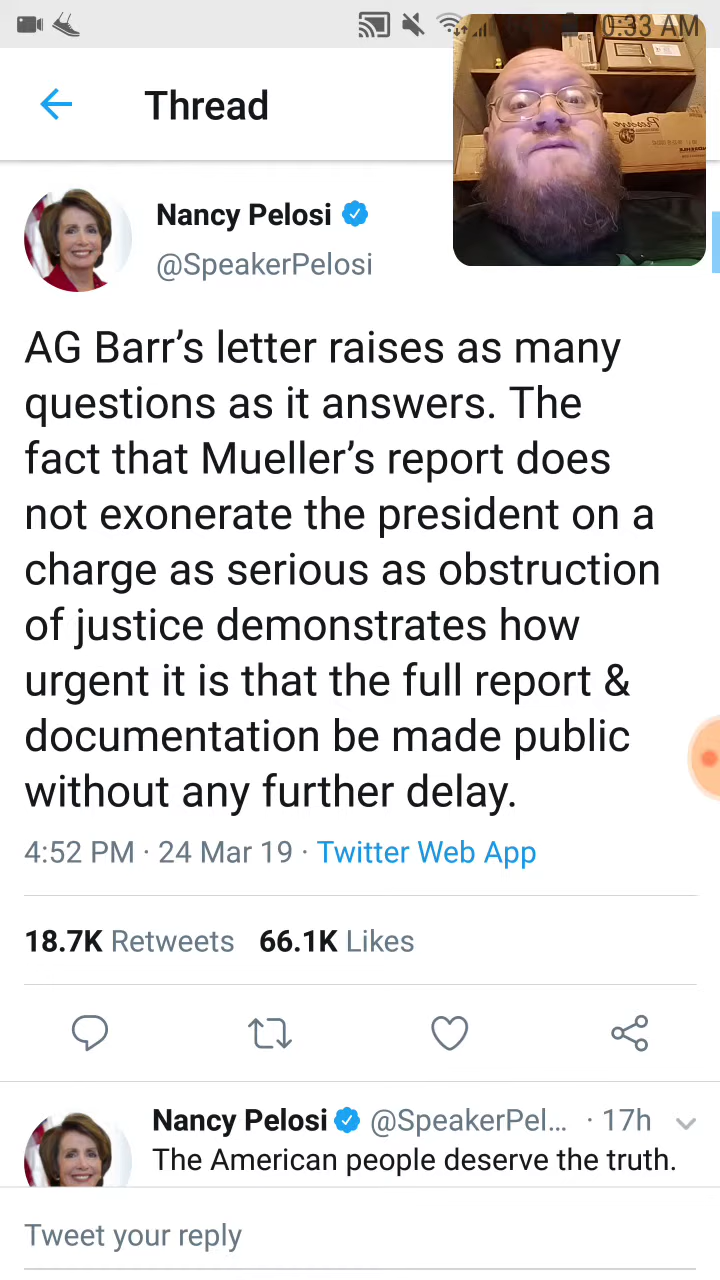 0:33 AM
Thread
Nancy Pelosi
@SpeakerPelosi
AG Barr’s letter raises as many
questions as it answers. The
fact that Mueller’s report does
not exonerate the president on a
charge as serious as obstruction
of justice demonstrates how
urgent it is that the full report &
documentation be made public
without any further delay.
4:52 PM · 24 Mar 19 · Twitter Web App
18.7K Retweets 66.1K Likes
Nancy Pelosi @SpeakerPel... · 17h
The American people deserve the truth.
Tweet your reply